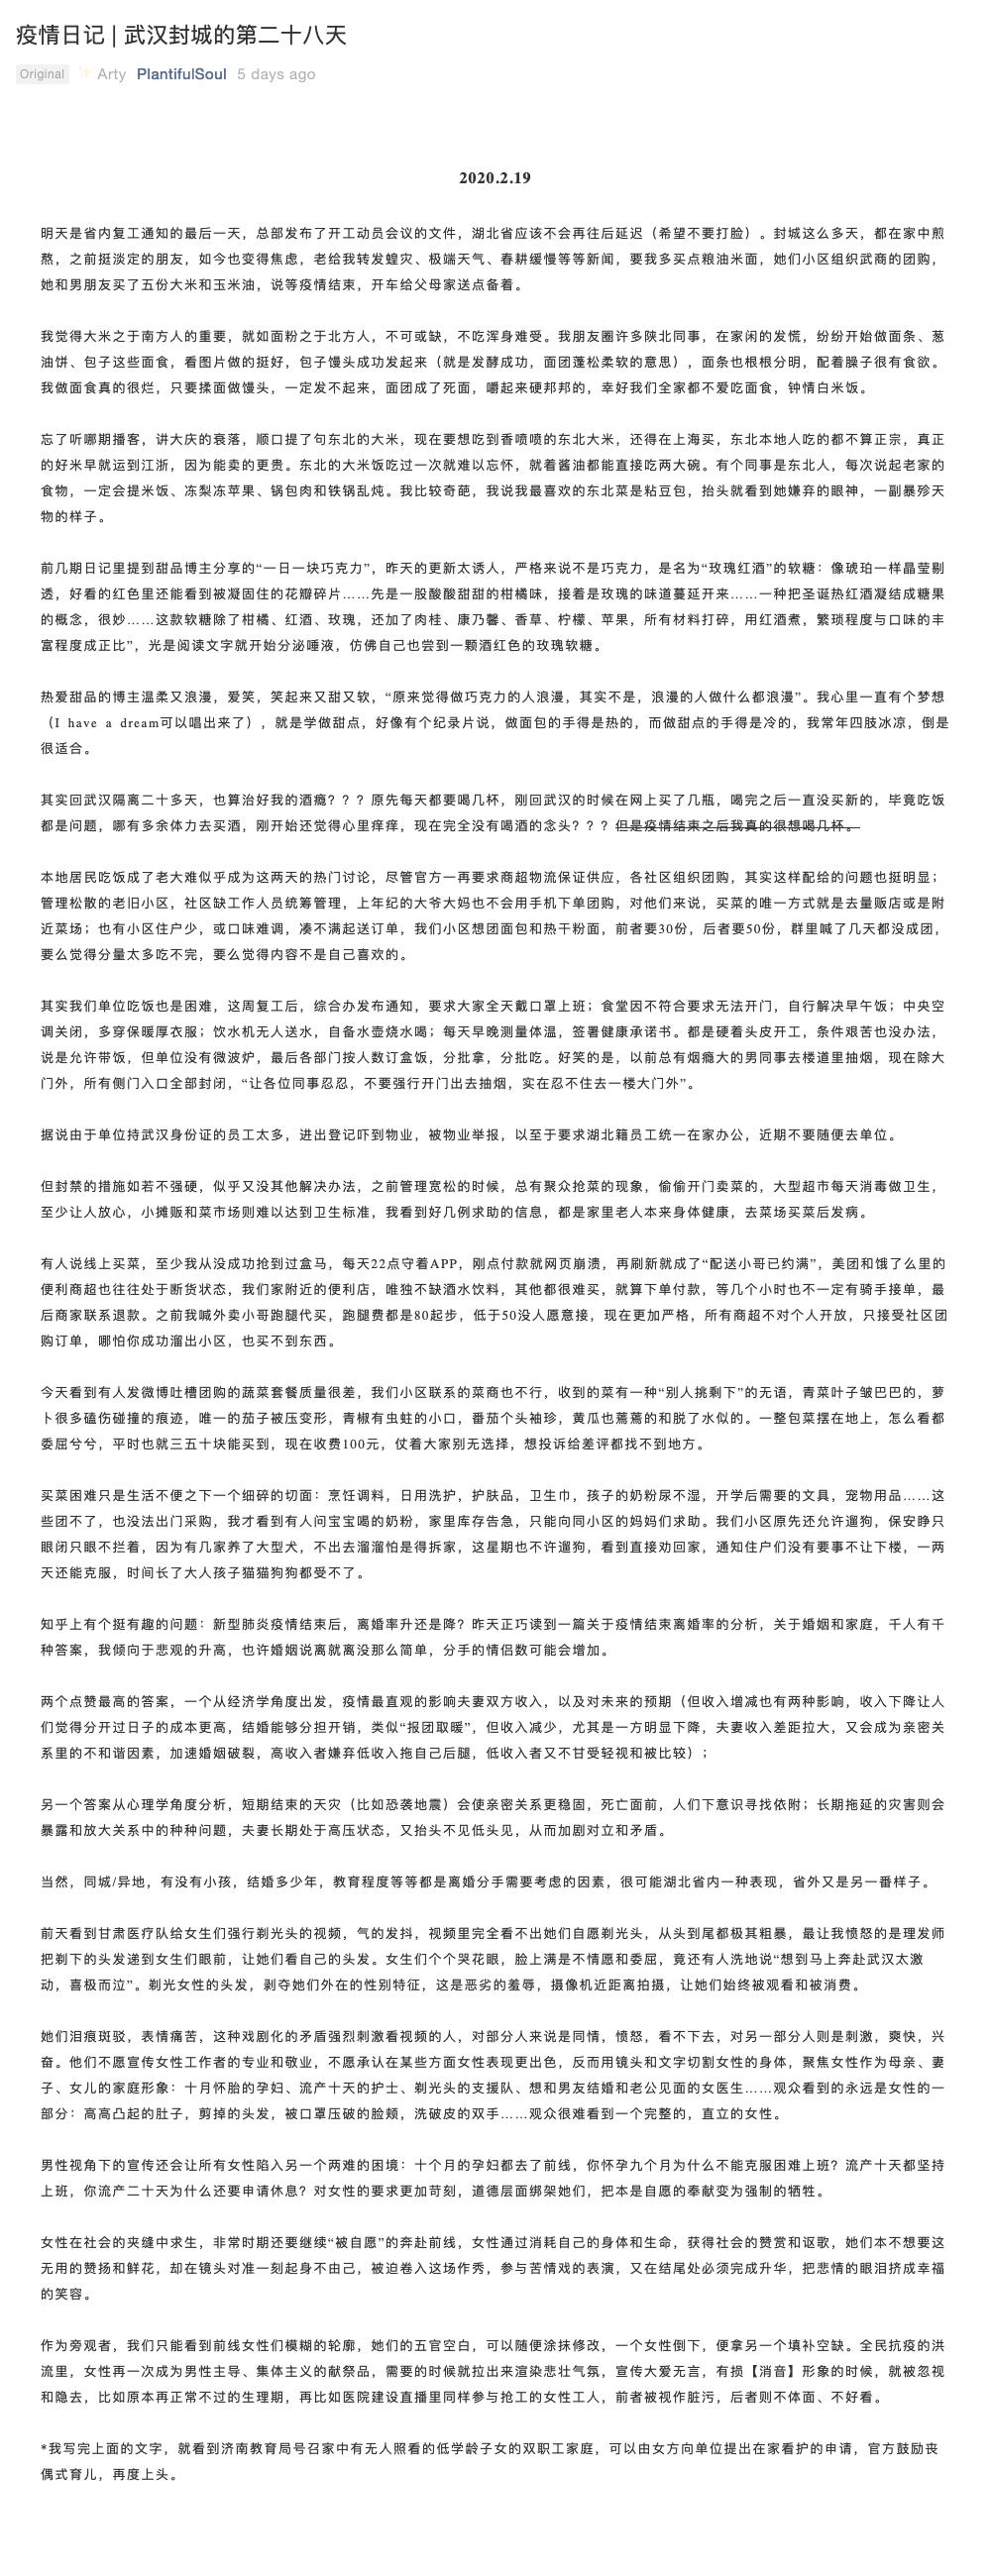 疫情日记 | 武汉封城的第二十八天
Original ✨ Arty PlantifulSoul 5 days ago
2020.2.19
明天是省内复工通知的最后一天，总部发布了开工动员会议的文件，湖北省应该不会再往后延迟（希望不要打脸）。封城这么多天，都在家中煎
熬，之前挺淡定的朋友，如今也变得焦虑，老给我转发蝗灾、极端天气、春耕缓慢等等新闻，要我多买点粮油米面，她们小区组织武商的团购，
她和男朋友买了五份大米和玉米油，说等疫情结束，开车给父母家送点备着。
我觉得大米之于南方人的重要，就如面粉之于北方人，不可或缺，不吃浑身难受。我朋友圈许多陕北同事，在家闲的发慌，纷纷开始做面条、葱
油饼、包子这些面食，看图片做的挺好，包子馒头成功发起来（就是发酵成功，面团蓬松柔软的意思），面条也根根分明，配着臊子很有食欲。
我做面食真的很烂，只要揉面做馒头，一定发不起来，面团成了死面，嚼起来硬邦邦的，幸好我们全家都不爱吃面食，钟情白米饭。
忘了听哪期播客，讲大庆的衰落，顺口提了句东北的大米，现在要想吃到香喷喷的东北大米，还得在上海买，东北本地人吃的都不算正宗，真正
的好米早就运到江浙，因为能卖的更贵。东北的大米饭吃过一次就难以忘怀，就着酱油都能直接吃两大碗。有个同事是东北人，每次说起老家的
食物，一定会提米饭、冻梨冻苹果、锅包肉和铁锅乱炖。我比较奇葩，我说我最喜欢的东北菜是粘豆包，抬头就看到她嫌弃的眼神，一副暴殄天
物的样子。
前几期日记里提到甜品博主分享的“一日一块巧克力”，昨天的更新太诱人，严格来说不是巧克力，是名为“玫瑰红酒”的软糖：像琥珀一样晶莹剔
透，好看的红色里还能看到被凝固住的花瓣碎片……先是一股酸酸甜甜的柑橘味，接着是玫瑰的味道蔓延开来……一种把圣诞热红酒凝结成糖果
的概念，很妙……这款软糖除了柑橘、红酒、玫瑰，还加了肉桂、康乃馨、香草、柠檬、苹果，所有材料打碎，用红酒煮，繁琐程度与口味的丰
富程度成正比”，光是阅读文字就开始分泌唾液，仿佛自己也尝到一颗酒红色的玫瑰软糖。
热爱甜品的博主温柔又浪漫，爱笑，笑起来又甜又软，“原来觉得做巧克力的人浪漫，其实不是，浪漫的人做什么都浪漫”。我心里一直有个梦想
（I have a dream可以唱出来了），就是学做甜点，好像有个纪录片说，做面包的手得是热的，而做甜点的手得是冷的，我常年四肢冰凉，倒是
很适合。
其实回武汉隔离二十多天，也算治好我的酒瘾？？？原先每天都要喝几杯，刚回武汉的时候在网上买了几瓶，喝完之后一直没买新的，毕竟吃饭
都是问题，哪有多余体力去买酒，刚开始还觉得心里痒痒，现在完全没有喝酒的念头？？？但是疫情结束之后我真的很想喝几杯。
本地居民吃饭成了老大难似乎成为这两天的热门讨论，尽管官方一再要求商超物流保证供应，各社区组织团购，其实这样配给的问题也挺明显；
管理松散的老旧小区，社区缺工作人员统筹管理，上年纪的大爷大妈也不会用手机下单团购，对他们来说，买菜的唯一方式就是去量贩店或是附
近菜场；也有小区住户少，或口味难调，凑不满起送订单，我们小区想团面包和热干粉面，前者要30份，后者要50份，群里喊了几天都没成团，
要么觉得分量太多吃不完，要么觉得内容不是自己喜欢的。
其实我们单位吃饭也是困难，这周复工后，综合办发布通知，要求大家全天戴口罩上班；食堂因不符合要求无法开门，自行解决早午饭；中央空
调关闭，多穿保暖厚衣服；饮水机无人送水，自备水壶烧水喝；每天早晚测量体温，签署健康承诺书。都是硬着头皮开工，条件艰苦也没办法，
说是允许带饭，但单位没有微波炉，最后各部门按人数订盒饭，分批拿，分批吃。好笑的是，以前总有烟瘾大的男同事去楼道里抽烟，现在除大
门外，所有侧门入口全部封闭，“让各位同事忍忍，不要强行开门出去抽烟，实在忍不住去一楼大门外”。
据说由于单位持武汉身份证的员工太多，进出登记吓到物业，被物业举报，以至于要求湖北籍员工统一在家办公，近期不要随便去单位。
但封禁的措施如若不强硬，似乎又没其他解决办法，之前管理宽松的时候，总有聚众抢菜的现象，偷偷开门卖菜的，大型超市每天消毒做卫生，
至少让人放心，小摊贩和菜市场则难以达到卫生标准，我看到好几例求助的信息，都是家里老人本来身体健康，去菜场买菜后发病。
有人说线上买菜，至少我从没成功抢到过盒马，每天22点守着APP，刚点付款就网页崩溃，再刷新就成了“配送小哥已约满”，美团和饿了么里的
便利商超也往往处于断货状态，我们家附近的便利店，唯独不缺酒水饮料，其他都很难买，就算下单付款，等几个小时也不一定有骑手接单，最
后商家联系退款。之前我喊外卖小哥跑腿代买，跑腿费都是80起步，低于50没人愿意接，现在更加严格，所有商超不对个人开放，只接受社区团
购订单，哪怕你成功溜出小区，也买不到东西。
今天看到有人发微博吐槽团购的蔬菜套餐质量很差，我们小区联系的菜商也不行，收到的菜有一种“别人挑剩下”的无语，青菜叶子皱巴巴的，萝
卜很多磕伤碰撞的痕迹，唯一的茄子被压变形，青椒有虫蛀的小口，番茄个头袖珍，黄瓜也蔫蔫的和脱了水似的。一整包菜摆在地上，怎么看都
委屈兮兮，平时也就三五十块能买到，现在收费100元，仗着大家别无选择，想投诉给差评都找不到地方。
买菜困难只是生活不便之下一个细碎的切面：烹饪调料，日用洗护，护肤品，卫生巾，孩子的奶粉尿不湿，开学后需要的文具，宠物用品……这
些团不了，也没法出门采购，我才看到有人问宝宝喝的奶粉，家里库存告急，只能向同小区的妈妈们求助。我们小区原先还允许遛狗，保安睁只
眼闭只眼不拦着，因为有几家养了大型犬，不出去溜溜怕是得拆家，这星期也不许遛狗，看到直接劝回家，通知住户们没有要事不让下楼，一两
天还能克服，时间长了大人孩子猫猫狗狗都受不了。
知乎上有个挺有趣的问题：新型肺炎疫情结束后，离婚率升还是降？昨天正巧读到一篇关于疫情结束离婚率的分析，关于婚姻和家庭，千人有千
种答案，我倾向于悲观的升高，也许婚姻说离就离没那么简单，分手的情侣数可能会增加。
两个点赞最高的答案，一个从经济学角度出发，疫情最直观的影响夫妻双方收入，以及对未来的预期（但收入增减也有两种影响，收入下降让人
们觉得分开过日子的成本更高，结婚能够分担开销，类似“报团取暖”，但收入减少，尤其是一方明显下降，夫妻收入差距拉大，又会成为亲密关
系里的不和谐因素，加速婚姻破裂，高收入者嫌弃低收入拖自己后腿，低收入者又不甘受轻视和被比较）；
另一个答案从心理学角度分析，短期结束的天灾（比如恐袭地震）会使亲密关系更稳固，死亡面前，人们下意识寻找依附；长期拖延的灾害则会
暴露和放大关系中的种种问题，夫妻长期处于高压状态，又抬头不见低头见，从而加剧对立和矛盾。
当然，同城/异地，有没有小孩，结婚多少年，教育程度等等都是离婚分手需要考虑的因素，很可能湖北省内一种表现，省外又是另一番样子。
前天看到甘肃医疗队给女生们强行剃光头的视频，气的发抖，视频里完全看不出她们自愿剃光头，从头到尾都极其粗暴，最让我愤怒的是理发师
把剃下的头发递到女生们眼前，让她们看自己的头发。女生们个个哭花眼，脸上满是不情愿和委屈，竟还有人洗地说“想到马上奔赴武汉太激
动，喜极而泣”。剃光女性的头发，剥夺她们外在的性别特征，这是恶劣的羞辱，摄像机近距离拍摄，让她们始终被观看和被消费。
她们泪痕斑驳，表情痛苦，这种戏剧化的矛盾强烈刺激看视频的人，对部分人来说是同情，愤怒，看不下去，对另一部分人则是刺激，爽快，兴
奋。他们不愿宣传女性工作者的专业和敬业，不愿承认在某些方面女性表现更出色，反而用镜头和文字切割女性的身体，聚焦女性作为母亲、妻
子、女儿的家庭形象：十月怀胎的孕妇、流产十天的护士、剃光头的支援队、想和男友结婚和老公见面的女医生……观众看到的永远是女性的一
部分：高高凸起的肚子，剪掉的头发，被口罩压破的脸颊，洗破皮的双手……观众很难看到一个完整的，直立的女性。
男性视角下的宣传还会让所有女性陷入另一个两难的困境：十个月的孕妇都去了前线，你怀孕九个月为什么不能克服困难上班？流产十天都坚持
上班，你流产二十天为什么还要申请休息？对女性的要求更加苛刻，道德层面绑架她们，把本是自愿的奉献变为强制的牺牲。
女性在社会的夹缝中求生，非常时期还要继续“被自愿”的奔赴前线，女性通过消耗自己的身体和生命，获得社会的赞赏和讴歌，她们本不想要这
无用的赞扬和鲜花，却在镜头对准一刻起身不由己，被迫卷入这场作秀，参与苦情戏的表演，又在结尾处必须完成升华，把悲情的眼泪挤成幸福
的笑容。
作为旁观者，我们只能看到前线女性们模糊的轮廓，她们的五官空白，可以随便涂抹修改，一个女性倒下，便拿另一个填补空缺。全民抗疫的洪
流里，女性再一次成为男性主导、集体主义的献祭品，需要的时候就拉出来渲染悲壮气氛，宣传大爱无言，有损【消音】形象的时候，就被忽视
和隐去，比如原本再正常不过的生理期，再比如医院建设直播里同样参与抢工的女性工人，前者被视作脏污，后者则不体面、不好看。
*我写完上面的文字，就看到济南教育局号召家中有无人照看的低学龄子女的双职工家庭，可以由女方向单位提出在家看护的申请，官方鼓励丧
偶式育儿，再度上头。